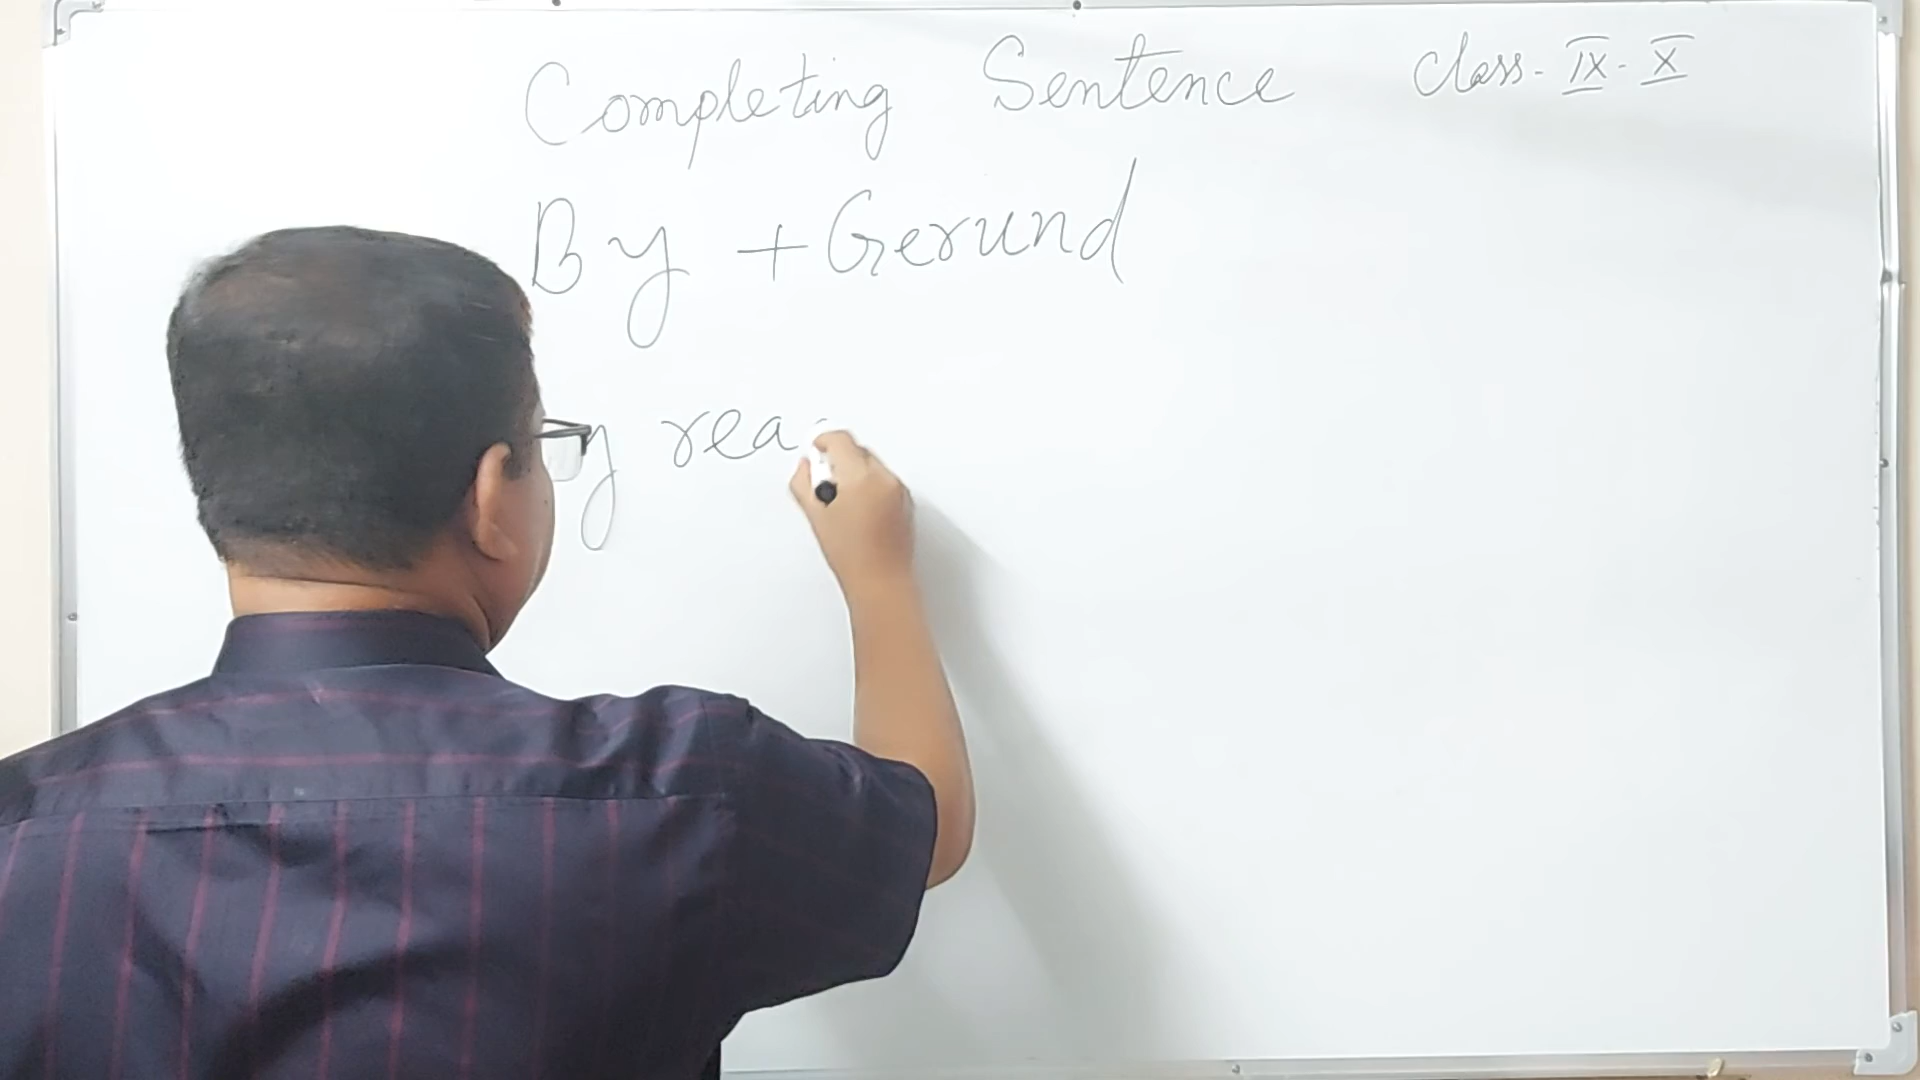 Completing Sentence Class - IX - X
By + Gerund